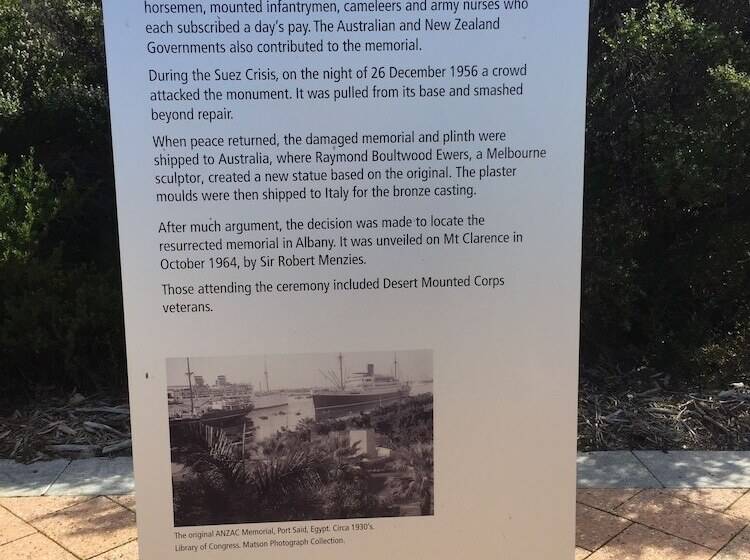 horsemen, mounted infantrymen, cameleers and army nurses who
each subscribed a day's pay. The Australian and New Zealand
Governments also contributed to the memorial.
During the Suez Crisis, on the night of 26 December 1956 a crowd
attacked the monument. It was pulled from its base and smashed
beyond repair.
When peace returned, the damaged memorial and plinth were
shipped to Australia, where Raymond Boultwood Ewers, a Melbourne
sculptor, created a new statue based on the original. The plaster
moulds were then shipped to Italy for the bronze casting.
After much argument, the decision was made to locate the
resurrected memorial in Albany. It was unveiled on Mt Clarence in
October 1964, by Sir Robert Menzies.
Those attending the ceremony included Desert Mounted Corps
veterans.
The original ANZAC Memorial, Port Said, Egypt. Circa 1930's.
Library of Congress. Matson Photograph Collection.